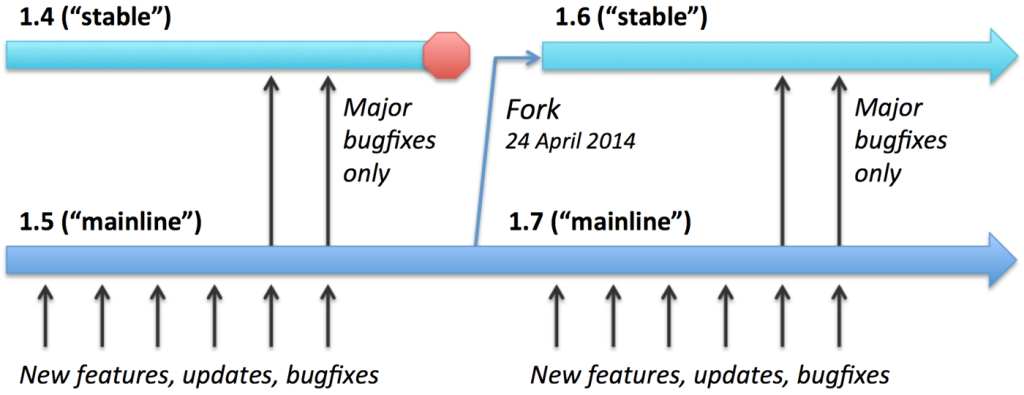 1.4 (“stable”)
1.6 (“stable”)
Major
bugfixes
only
Fork
24 April 2014
Major
bugfixes
only
1.5 (“mainline”)
1.7 (“mainline”)
New features, updates, bugfixes
New features, updates, bugfixes